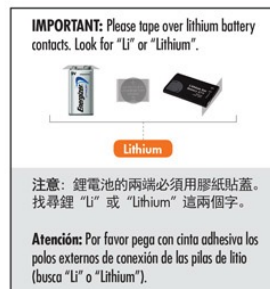 IMPORTANT: Please tape over lithium battery
contacts. Look for "Li" or "Lithium".
Energizer
Lithium
注意：鋰電池的兩端必須用膠紙貼蓋。
找尋鋰 "Li" 或 "Lithium" 這兩個字。
Atención: Por favor pega con cinta adhesiva los
polos externos de conexión de las pilas de litio
(busca "Li" o "Lithium").